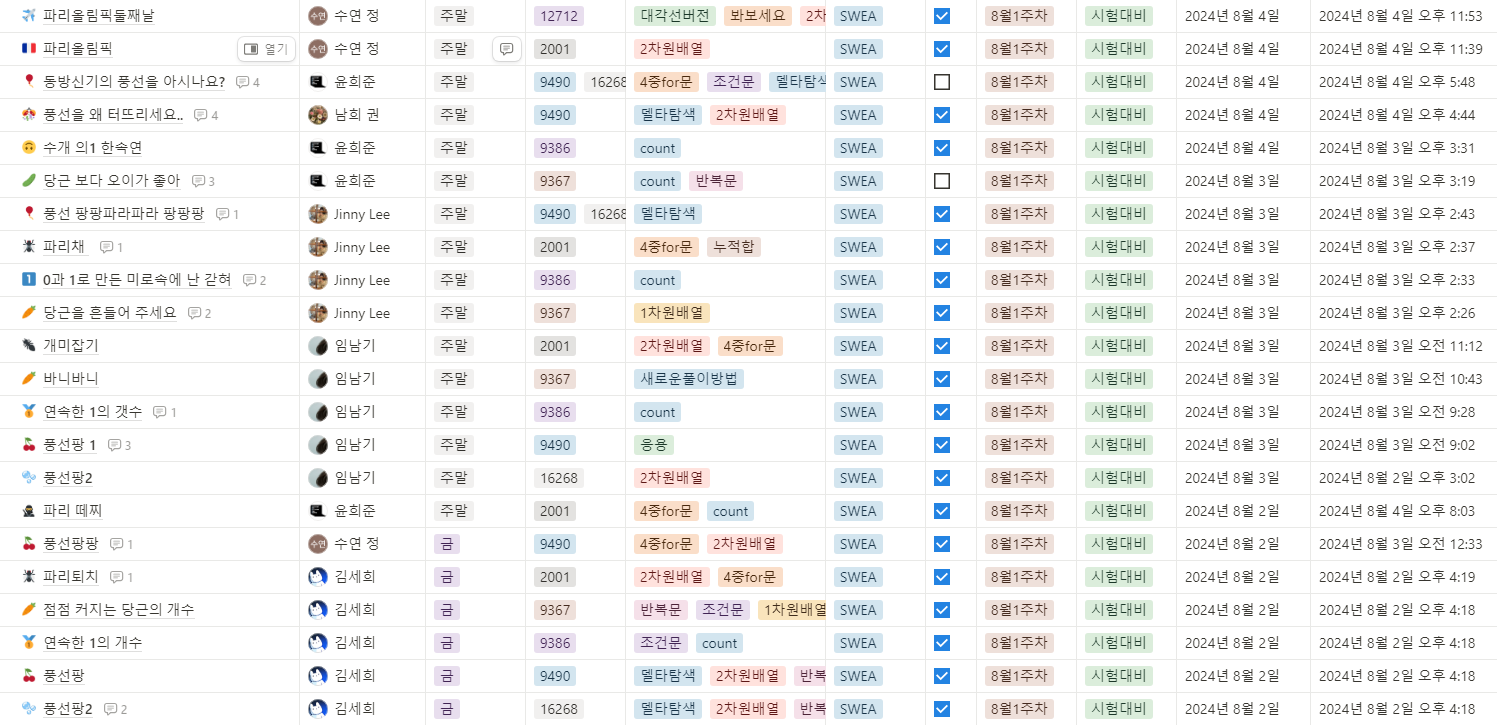 파리올림픽둘째날 수연 수연 정 주말 12712 대각선버전 봐보세요 2차 SWEA 8월1주차 시험대비 2024년 8월 4일 2024년 8월 4일 오후 11:53
파리올림픽 열기 수연 수연 정 주말 2001 2차원배열 SWEA 8월1주차 시험대비 2024년 8월 4일 2024년 8월 4일 오후 11:39
동방신기의 풍선을 아시나요? 4 윤희준 주말 9490 16268 4중for문 조건문 델타탐색 SWEA 8월1주차 시험대비 2024년 8월 4일 2024년 8월 4일 오후 5:48
풍선을 왜 터뜨리세요.. 4 남희 권 주말 9490 델타탐색 2차원배열 SWEA 8월1주차 시험대비 2024년 8월 4일 2024년 8월 4일 오후 4:44
수개 의1 한속연 윤희준 주말 9386 count SWEA 8월1주차 시험대비 2024년 8월 4일 2024년 8월 3일 오후 3:31
당근 보다 오이가 좋아 3 윤희준 주말 9367 count 반복문 SWEA 8월1주차 시험대비 2024년 8월 3일 2024년 8월 3일 오후 3:19
풍선 팡팡파라파라 팡팡팡 1 Jinny Lee 주말 9490 16268 델타탐색 SWEA 8월1주차 시험대비 2024년 8월 3일 2024년 8월 3일 오후 2:43
파리채 1 Jinny Lee 주말 2001 4중for문 누적합 SWEA 8월1주차 시험대비 2024년 8월 3일 2024년 8월 3일 오후 2:37
1 0과 1로 만든 미로속에 난 갇혀 2 Jinny Lee 주말 9386 count SWEA 8월1주차 시험대비 2024년 8월 3일 2024년 8월 3일 오후 2:33
당근을 흔들어 주세요 2 Jinny Lee 주말 9367 1차원배열 SWEA 8월1주차 시험대비 2024년 8월 3일 2024년 8월 3일 오후 2:26
개미잡기 임남기 주말 2001 2차원배열 4중for문 SWEA 8월1주차 시험대비 2024년 8월 3일 2024년 8월 3일 오전 11:12
바니바니 임남기 주말 9367 새로운풀이방법 SWEA 8월1주차 시험대비 2024년 8월 3일 2024년 8월 3일 오전 10:43
연속한 1의 갯수 1 임남기 주말 9386 count SWEA 8월1주차 시험대비 2024년 8월 3일 2024년 8월 3일 오전 9:28
풍선팡 1 3 임남기 주말 9490 응용 SWEA 8월1주차 시험대비 2024년 8월 3일 2024년 8월 3일 오전 9:02
풍선팡2 임남기 주말 16268 2차원배열 SWEA 8월1주차 시험대비 2024년 8월 3일 2024년 8월 2일 오후 3:02
파리 떼찌 윤희준 주말 2001 4중for문 count SWEA 8월1주차 시험대비 2024년 8월 2일 2024년 8월 4일 오후 8:03
풍선팡팡 1 수연 수연 정 금 9490 4중for문 2차원배열 SWEA 8월1주차 시험대비 2024년 8월 2일 2024년 8월 3일 오전 12:33
파리퇴치 1 김세희 금 2001 2차원배열 4중for문 SWEA 8월1주차 시험대비 2024년 8월 2일 2024년 8월 2일 오후 4:19
점점 커지는 당근의 개수 김세희 금 9367 반복문 조건문 1차원배열 SWEA 8월1주차 시험대비 2024년 8월 2일 2024년 8월 2일 오후 4:18
연속한 1의 개수 김세희 금 9386 조건문 count SWEA 8월1주차 시험대비 2024년 8월 2일 2024년 8월 2일 오후 4:18
풍선팡 김세희 금 9490 델타탐색 2차원배열 반복 SWEA 8월1주차 시험대비 2024년 8월 2일 2024년 8월 2일 오후 4:18
풍선팡2 2 김세희 금 16268 델타탐색 2차원배열 반복 SWEA 8월1주차 시험대비 2024년 8월 2일 2024년 8월 2일 오후 4:18